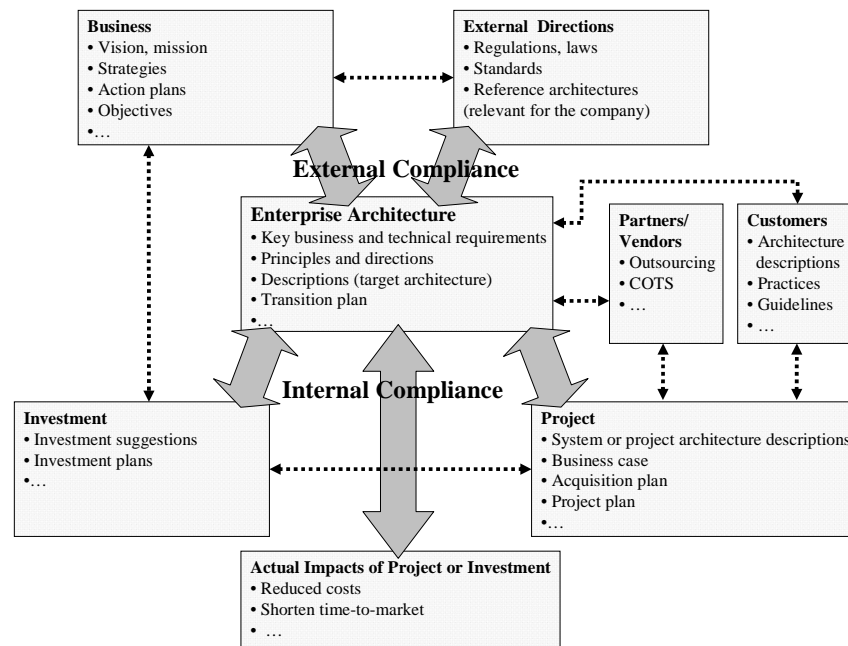 Business
• Vision, mission
• Strategies
• Action plans
• Objectives
•…
External Directions
• Regulations, laws
• Standards
• Reference architectures
(relevant for the company)
External Compliance
Enterprise Architecture
• Key business and technical requirements
• Principles and directions
• Descriptions (target architecture)
• Transition plan
•…
Partners/
Vendors
• Outsourcing
• COTS
• …
Customers
• Architecture
descriptions
• Practices
• Guidelines
• …
Internal Compliance
Investment
• Investment suggestions
• Investment plans
•…
Project
• System or project architecture descriptions
• Business case
• Acquisition plan
• Project plan
•…
Actual Impacts of Project or Investment
• Reduced costs
• Shorten time-to-market
• …